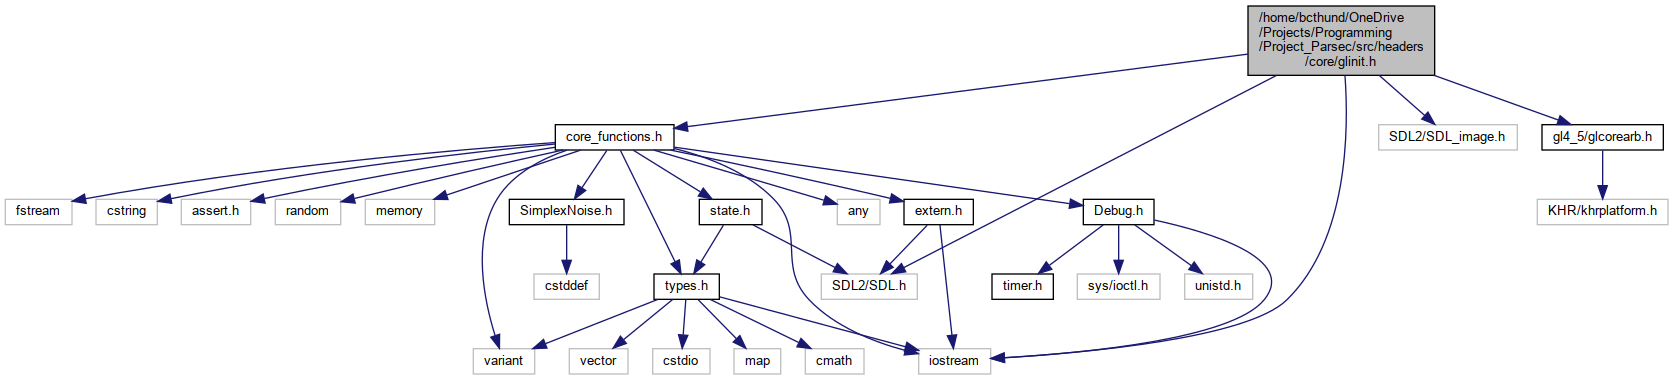 /home/bcthund/OneDrive
/Projects/Programming
/Project_Parsec/src/headers
/core/glinit.h
core_functions.h
SDL2/SDL_image.h
gl4_5/glcorearb.h
fstream
cstring
assert.h
random
memory
SimplexNoise.h
state.h
any
extern.h
Debug.h
KHR/khrplatform.h
cstddef
types.h
SDL2/SDL.h
timer.h
sys/ioctl.h
unistd.h
variant
vector
cstdio
map
cmath
iostream